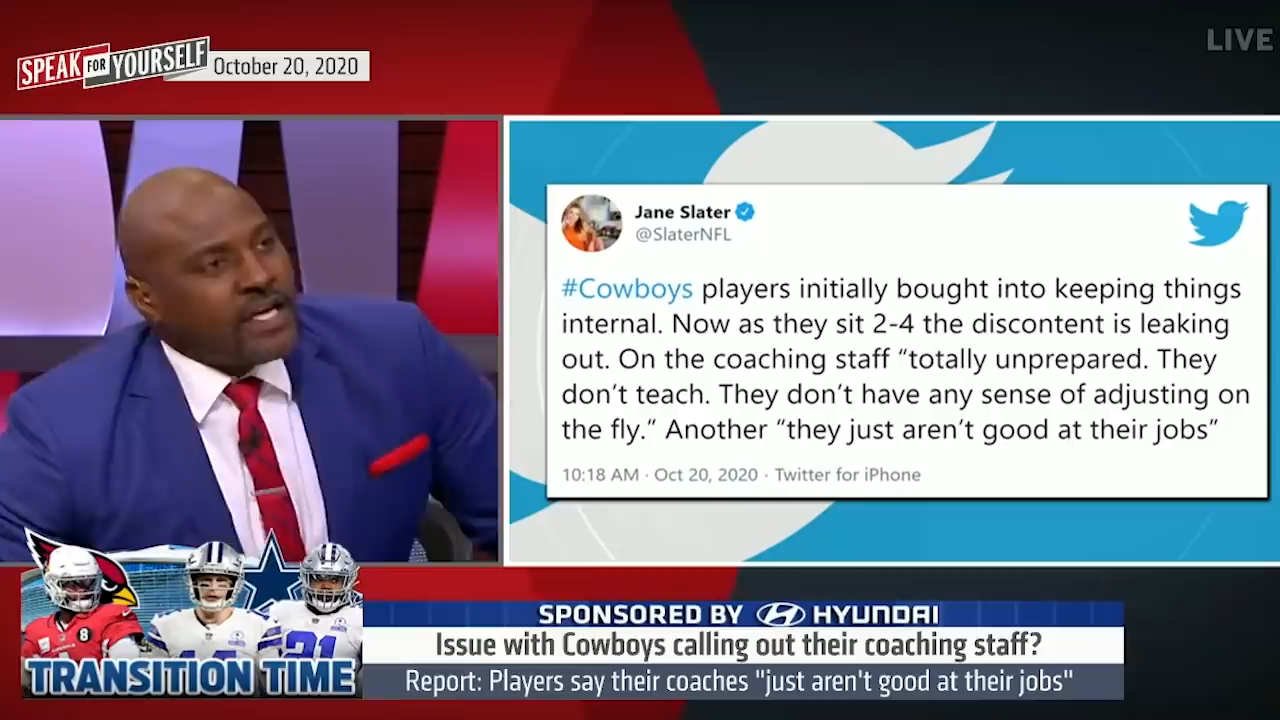 SPEAK FOR YOURSELF
October 20, 2020
LIVE
Jane Slater
@SlaterNFL
#Cowboys players initially bought into keeping things
internal. Now as they sit 2-4 the discontent is leaking
out. On the coaching staff “totally unprepared. They
don’t teach. They don’t have any sense of adjusting on
the fly.” Another “they just aren’t good at their jobs”
10:18 AM · Oct 20, 2020 · Twitter for iPhone
8
21
TRANSITION TIME
SPONSORED BY HYUNDAI
Issue with Cowboys calling out their coaching staff?
Report: Players say their coaches "just aren't good at their jobs"